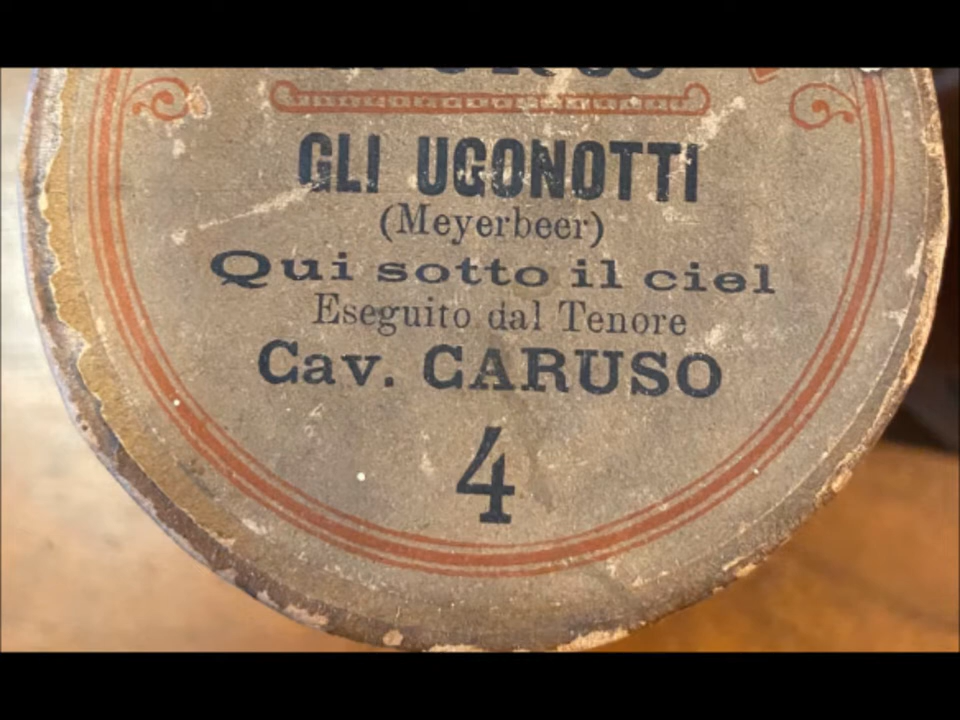 GLI UGONOTTI
(Meyerbeer)
Qui sotto il ciel
Eseguito dal Tenore
Cav. CARUSO
4